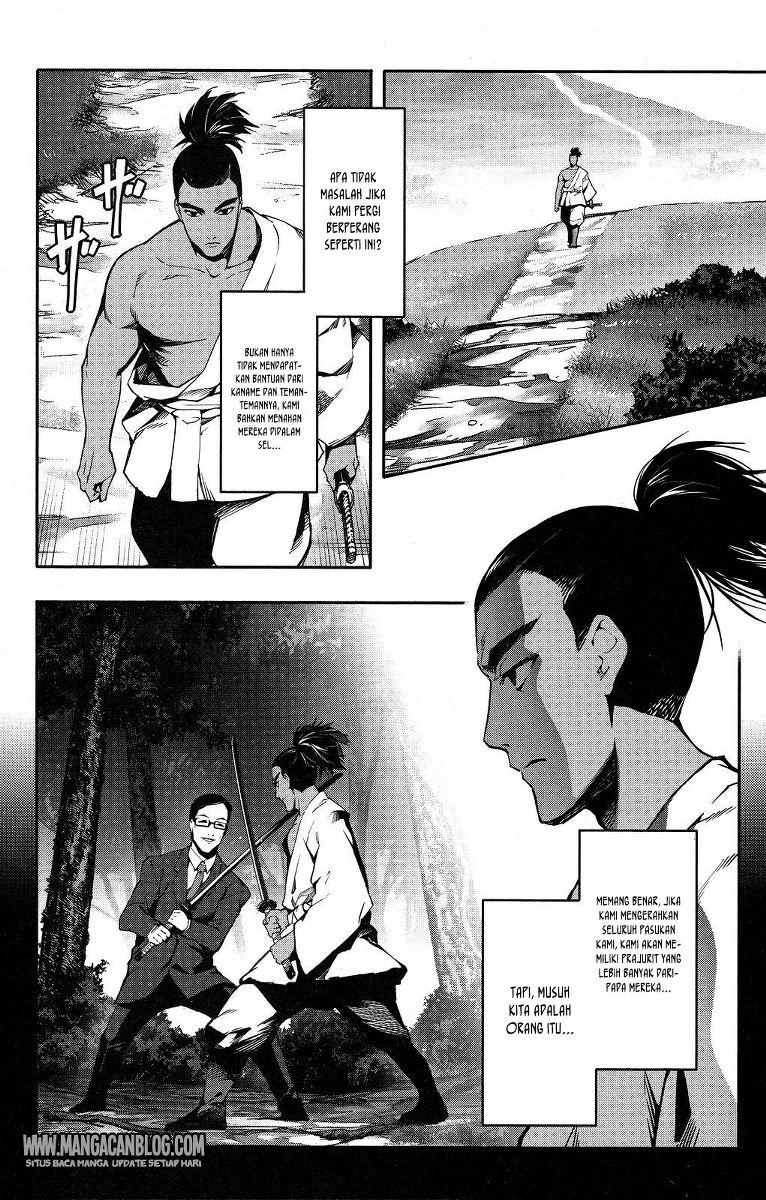 APA TIDAK
MASALAH JIKA
KAMI PERGI
BERPERANG
SEPERTI INI?
ザ
ザ
BUKAN HANYA
TIDAK MENDAPAT-
KAN BANTUAN DARI
KANAME DAN TEMAN-
TEMANNYA, KAMI
BAHKAN MENAHAN
MEREKA DIDALAM
SEL...
MEMANG BENAR, JIKA
KAMI MENGERAHKAN
SELURUH PASUKAN
KAMI, KAMI AKAN ME-
MILIKI PRAJURIT YANG
LEBIH BANYAK DARI-
PADA MEREKA...
TAPI, MUSUH
KITA ADALAH
ORANG ITU...
WWW.MANGACANBLOG.COM
SITUS BACA MANGA UPDATE SETIAP HARI